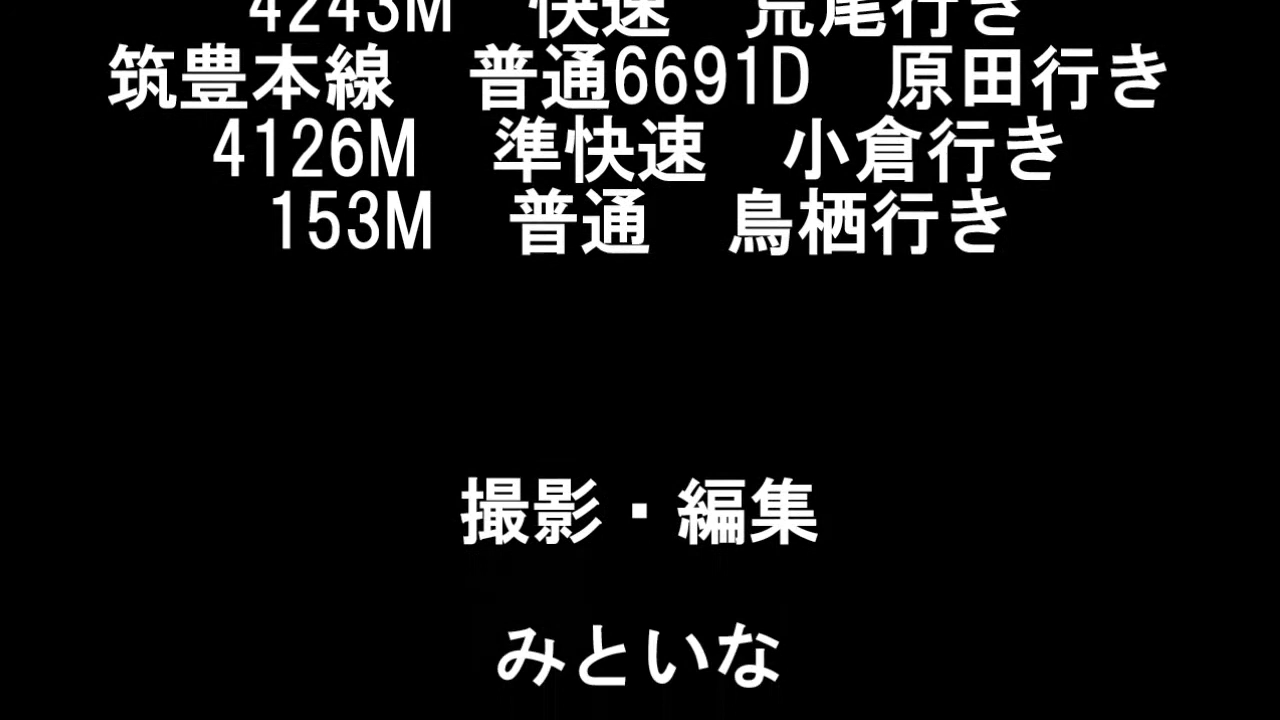 4243M 快速 荒尾行き
筑豊本線 普通6691D 原田行き
4126M 準快速 小倉行き
153M 普通 鳥栖行き
撮影・編集
みといな